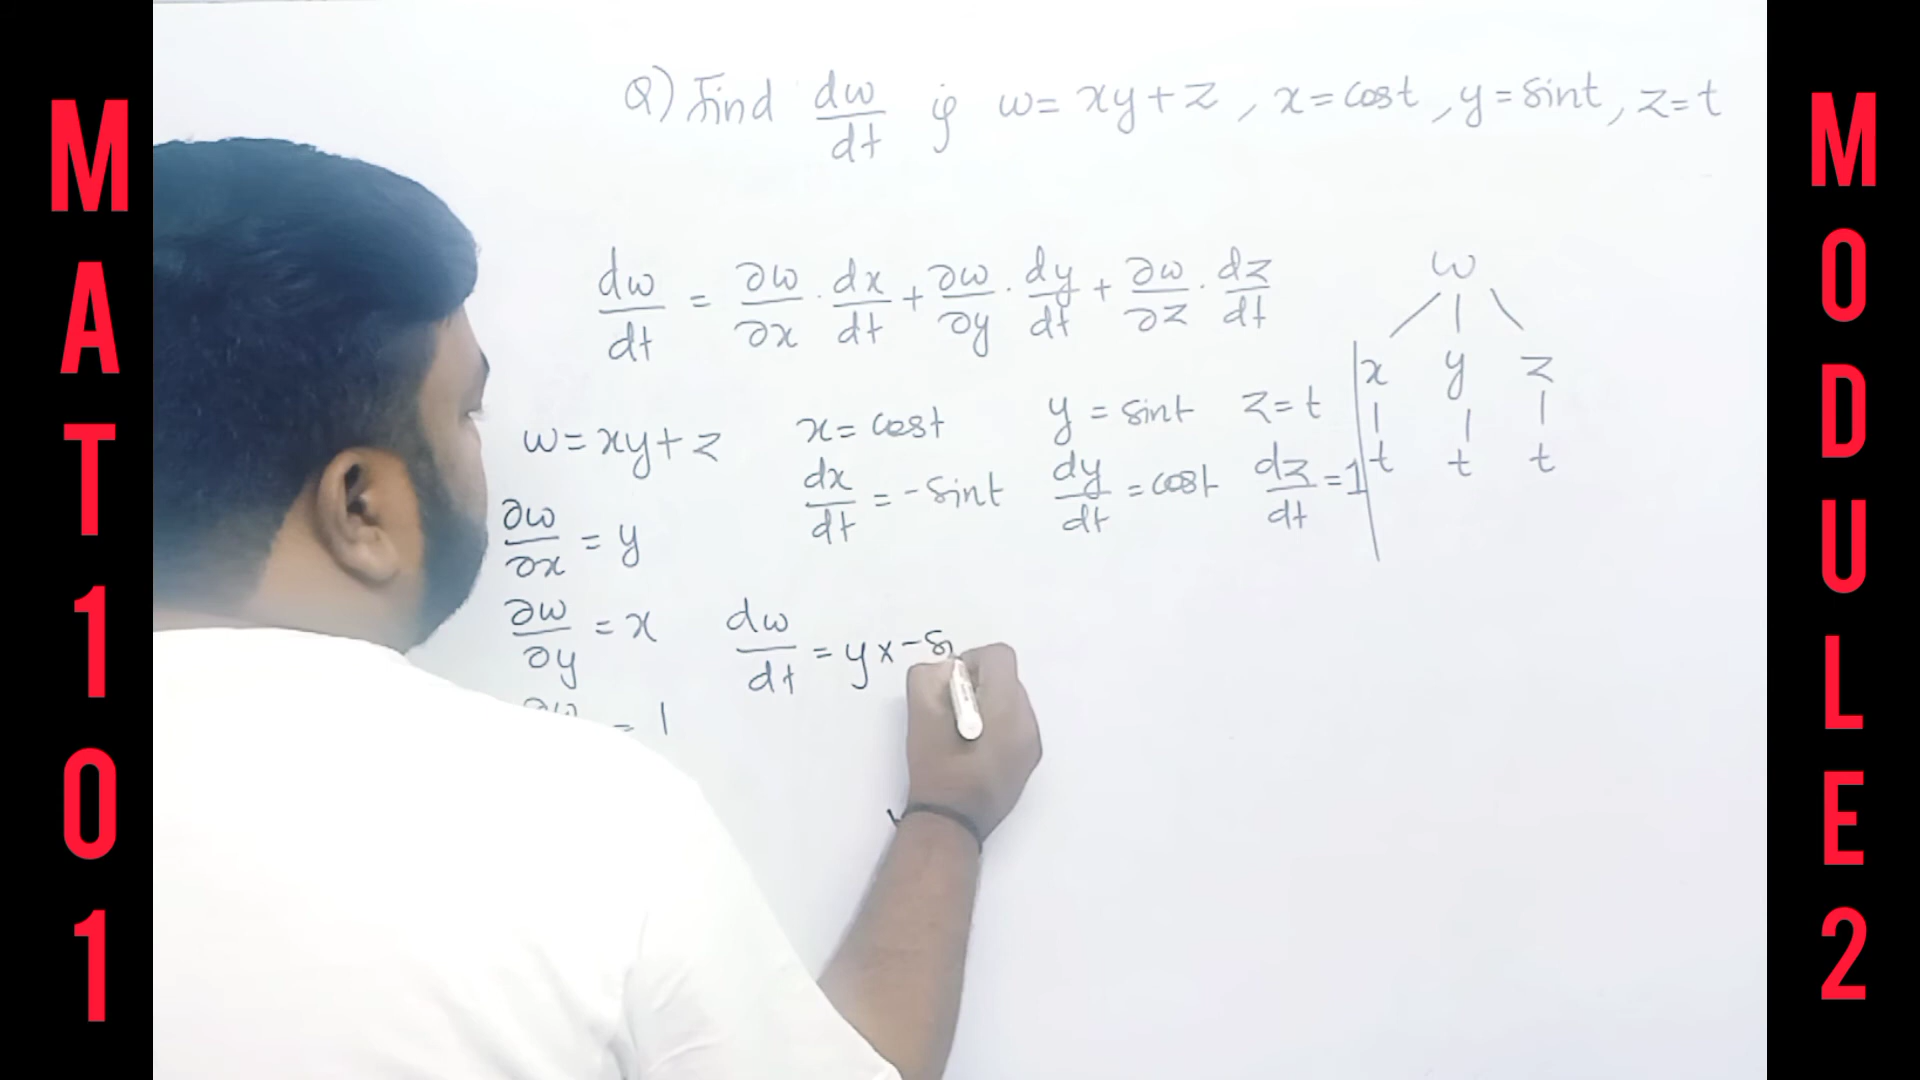 MAT101
Q) Find dw/dt if w = xy + z, x = cost, y = sint, z = t
dw/dt = ∂w/∂x · dx/dt + ∂w/∂y · dy/dt + ∂w/∂z · dz/dt
w
x y z
t t t
w = xy + z
x = cost
y = sint
z = t
∂w/∂x = y
dx/dt = -sint
dy/dt = cost
dz/dt = 1
∂w/∂y = x
dw/dt = y x -s
= 1
MODULE2